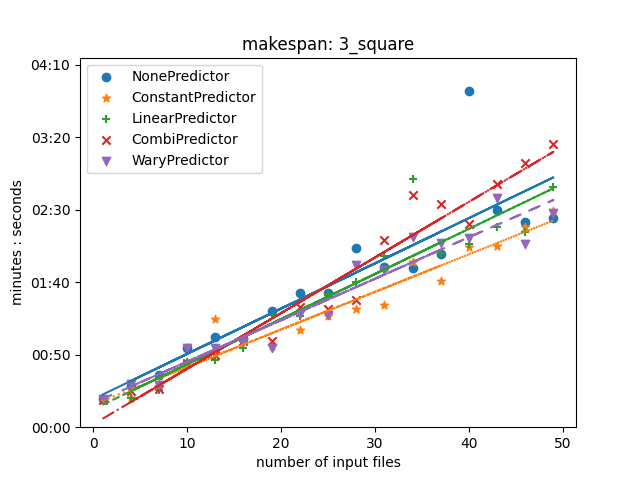 makespan: 3_square
NonePredictor
ConstantPredictor
LinearPredictor
CombiPredictor
WaryPredictor
minutes : seconds
04:10
03:20
02:30
01:40
00:50
00:00
0 10 20 30 40 50
number of input files